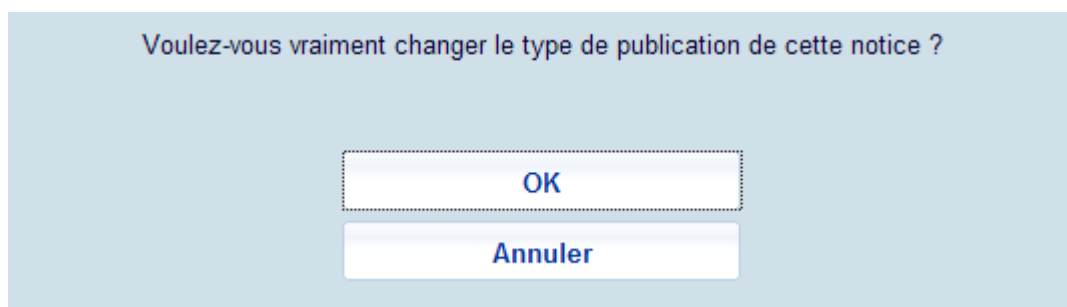 Voulez-vous vraiment changer le type de publication de cette notice ?
OK
Annuler